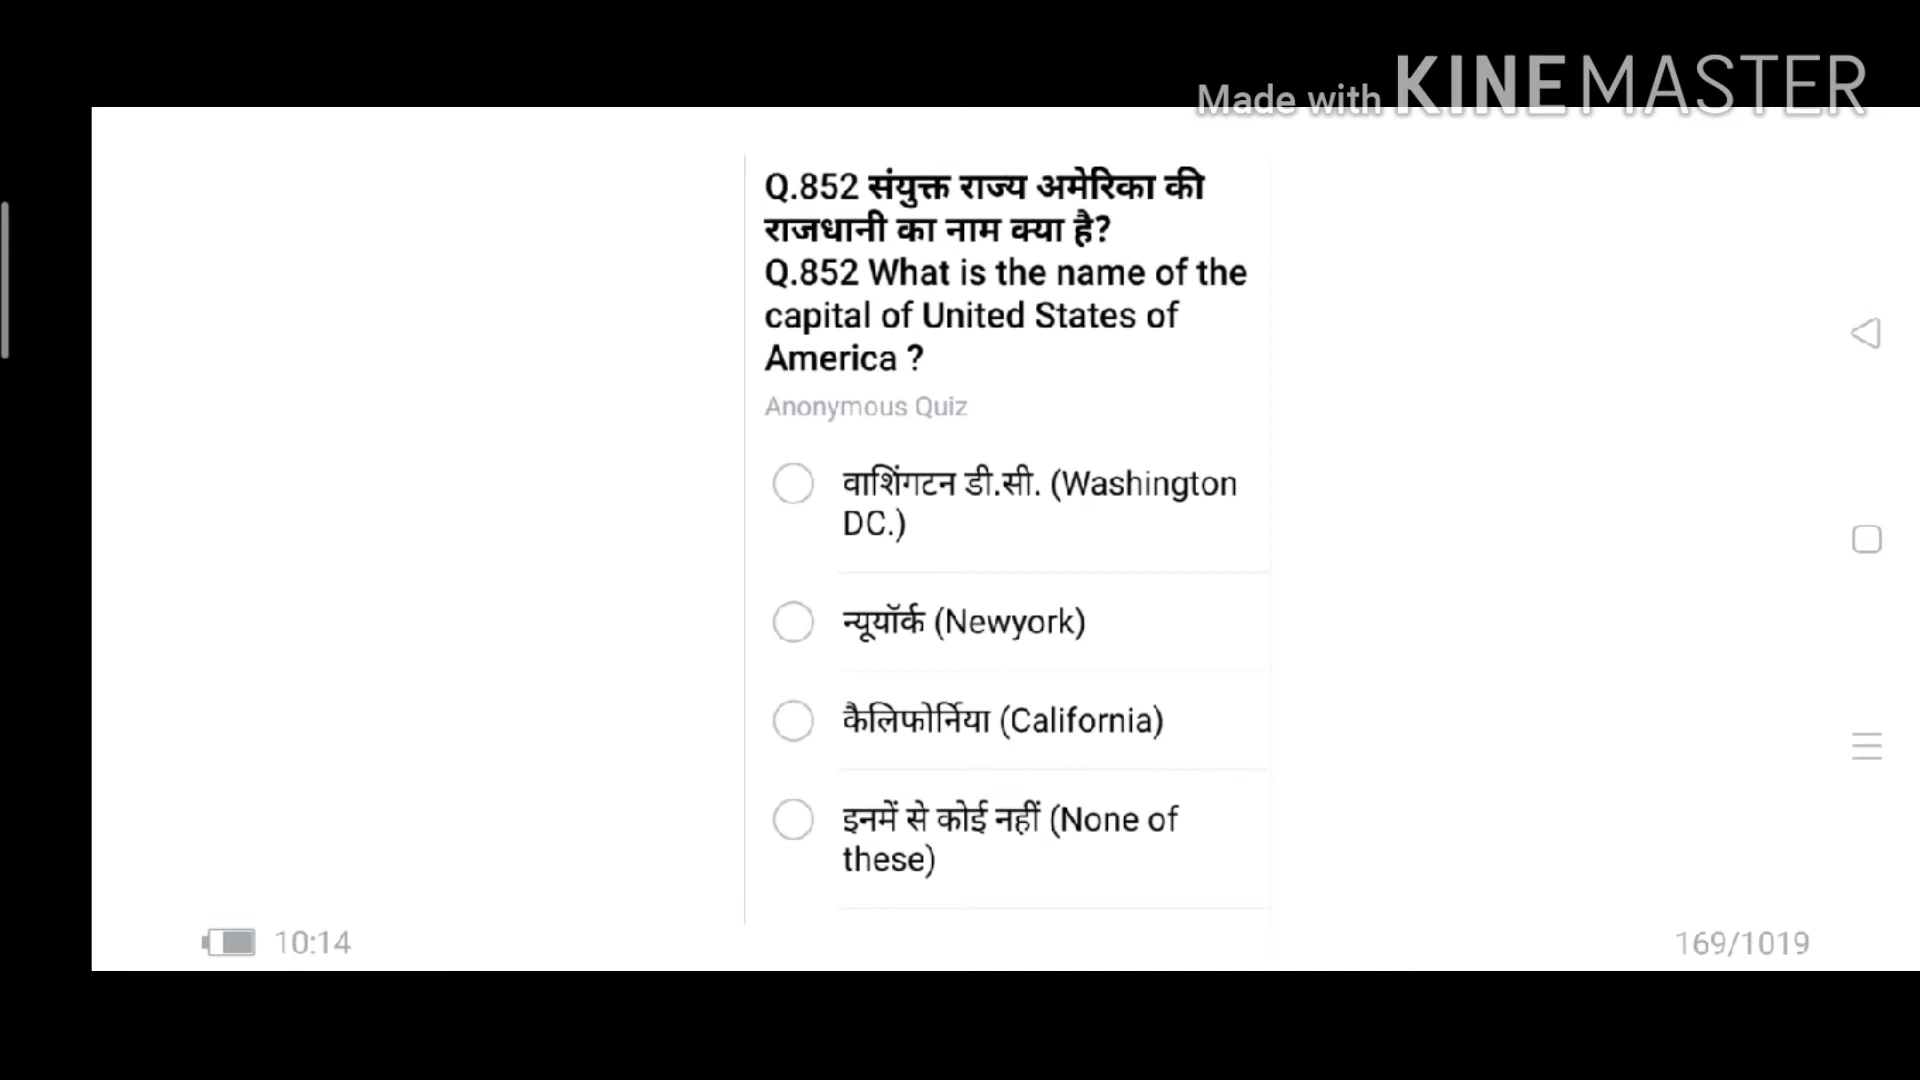 Made with KINEMASTER
Q.852 संयुक्त राज्य अमेरिका की
राजधानी का नाम क्या है?
Q.852 What is the name of the
capital of United States of
America ?
Anonymous Quiz
वाशिंगटन डी.सी. (Washington
DC.)
न्यूयॉर्क (Newyork)
कैलिफोर्निया (California)
इनमें से कोई नहीं (None of
these)
10:14
169/1019